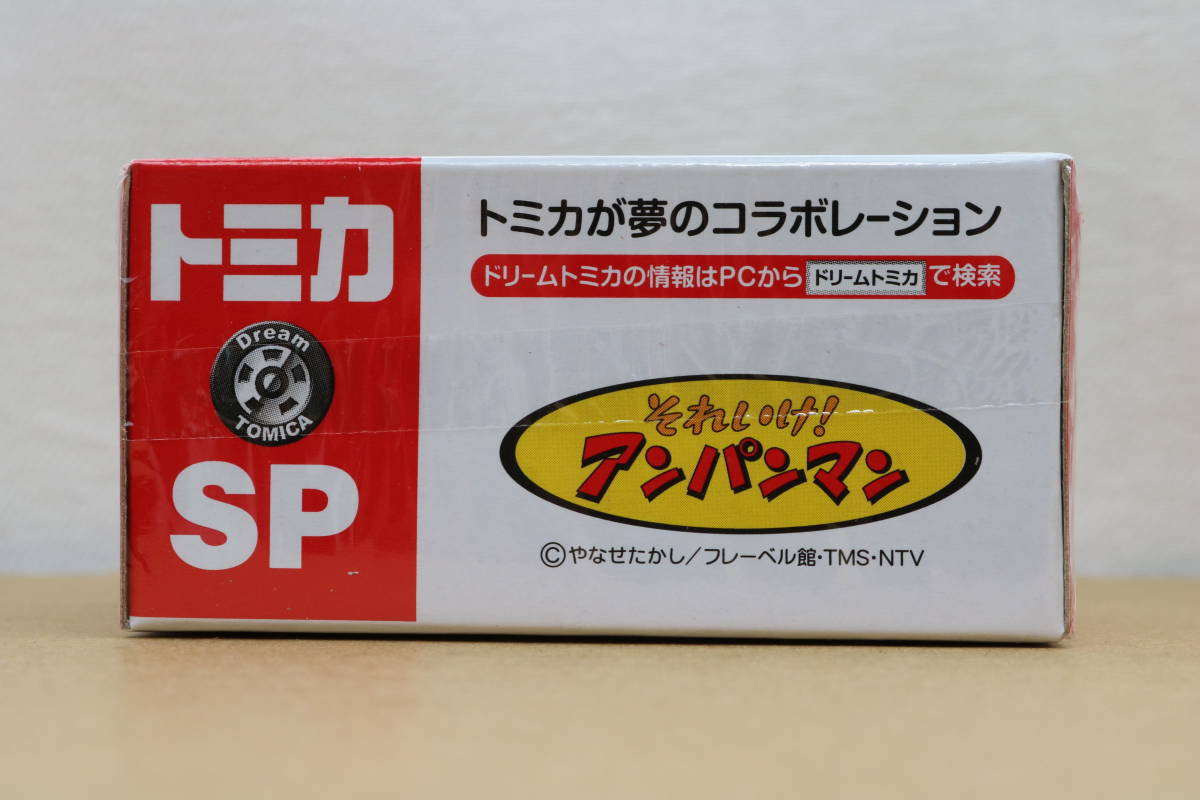 トミカ
Dream
TOMICA
SP
トミカが夢のコラボレーション
ドリームトミカの情報はPCから ドリームトミカ で検索
それいけ!
アンパンマン
©やなせたかし/フレーベル館・TMS・NTV